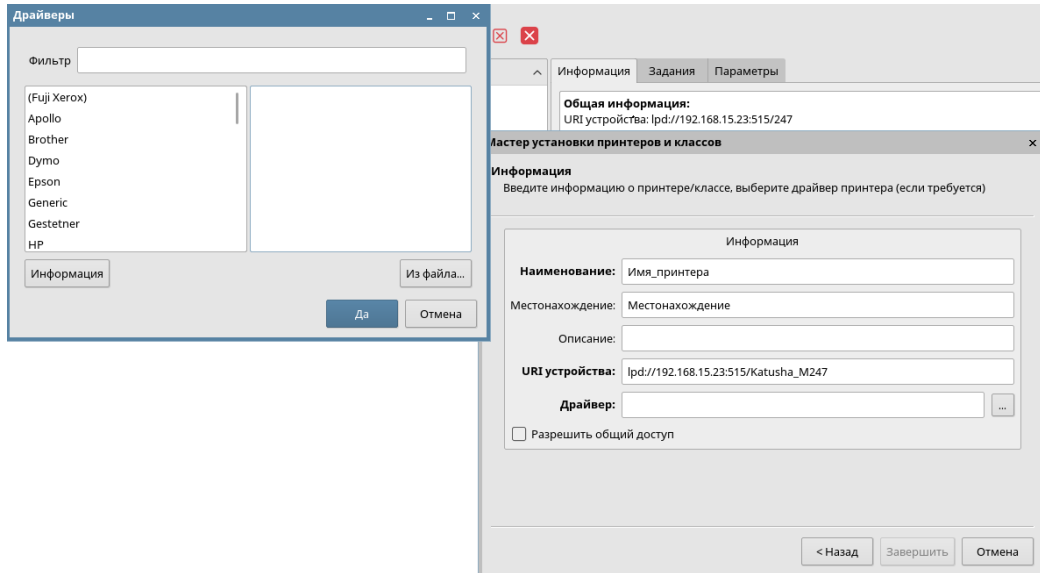 Драйверы
Фильтр
(Fuji Xerox)
Apollo
Brother
Dymo
Epson
Generic
Gestetner
HP
Информация
Из файла...
Да
Отмена
Информация
Задания
Параметры
Общая информация:
URI устройства: lpd://192.168.15.23:515/247
Мастер установки принтеров и классов
Информация
Введите информацию о принтере/классе, выберите драйвер принтера (если требуется)
Информация
Наименование: Имя_принтера
Местонахождение: Местонахождение
Описание:
URI устройства: lpd://192.168.15.23:515/Katusha_M247
Драйвер: ...
Разрешить общий доступ
< Назад
Завершить
Отмена